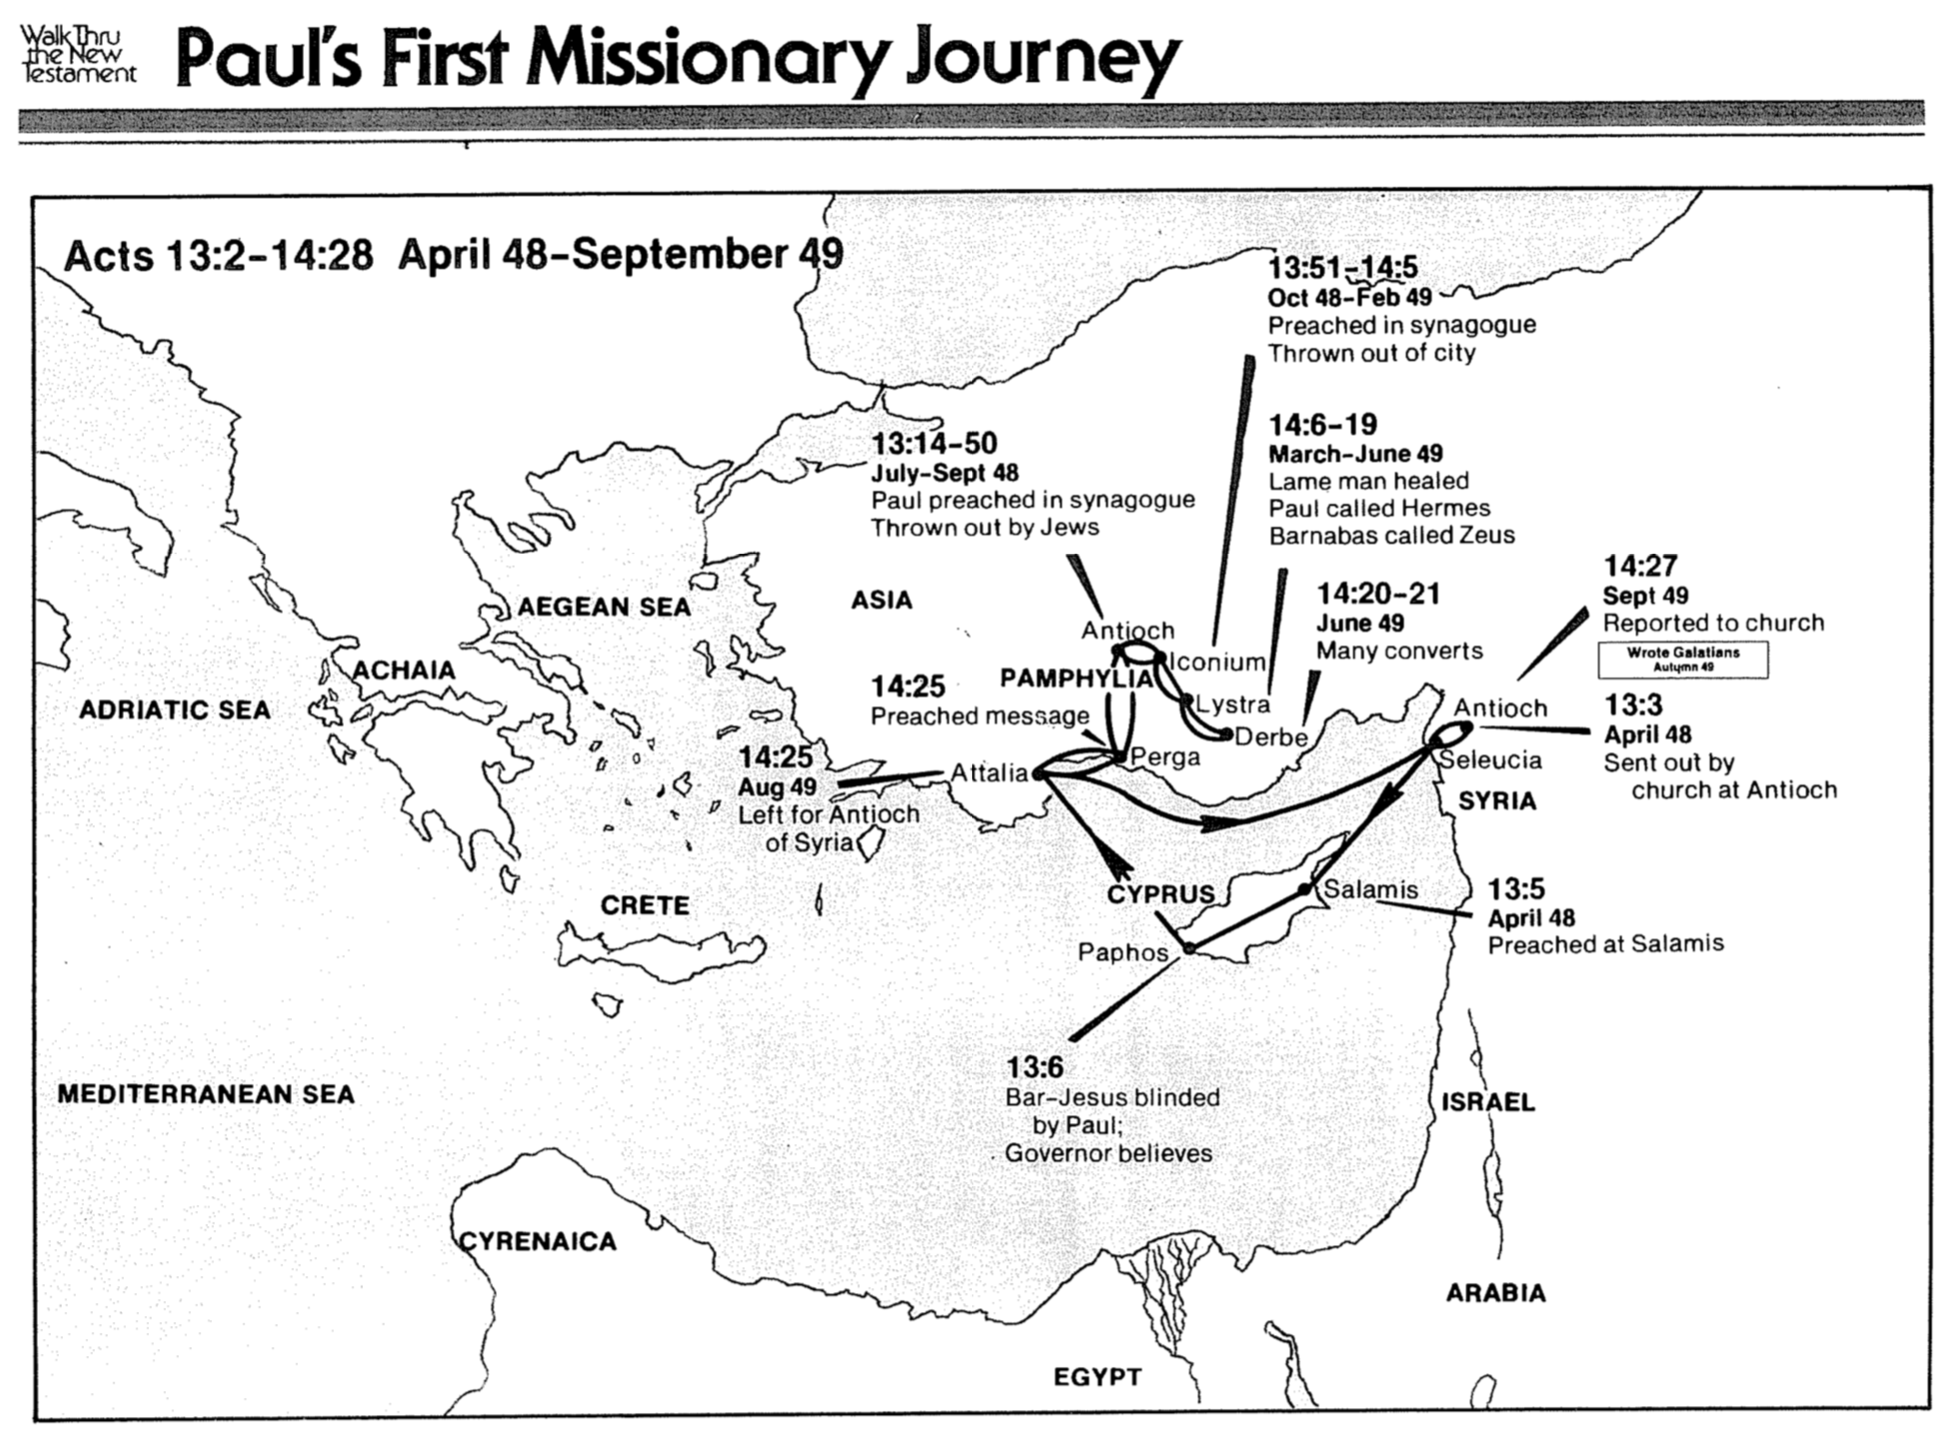 Walk Thru
the New
Testament
Paul's First Missionary Journey
Acts 13:2–14:28 April 48–September 49
13:51–14:5
Oct 48–Feb 49
Preached in synagogue
Thrown out of city
13:14–50
July–Sept 48
Paul preached in synagogue
Thrown out by Jews
14:6–19
March–June 49
Lame man healed
Paul called Hermes
Barnabas called Zeus
14:20–21
June 49
Many converts
14:27
Sept 49
Reported to church
Wrote Galatians
Autumn 49
AEGEAN SEA
ASIA
Antioch
Iconium
ACHAIA
PAMPHYLIA
14:25
Preached message
Lystra
Derbe
ADRIATIC SEA
Antioch
13:3
April 48
Sent out by
church at Antioch
14:25
Aug 49
Left for Antioch
of Syria
Attalia
Perga
Seleucia
SYRIA
CRETE
CYPRUS
Salamis
13:5
April 48
Preached at Salamis
Paphos
13:6
Bar–Jesus blinded
by Paul;
Governor believes
MEDITERRANEAN SEA
ISRAEL
CYRENAICA
ARABIA
EGYPT